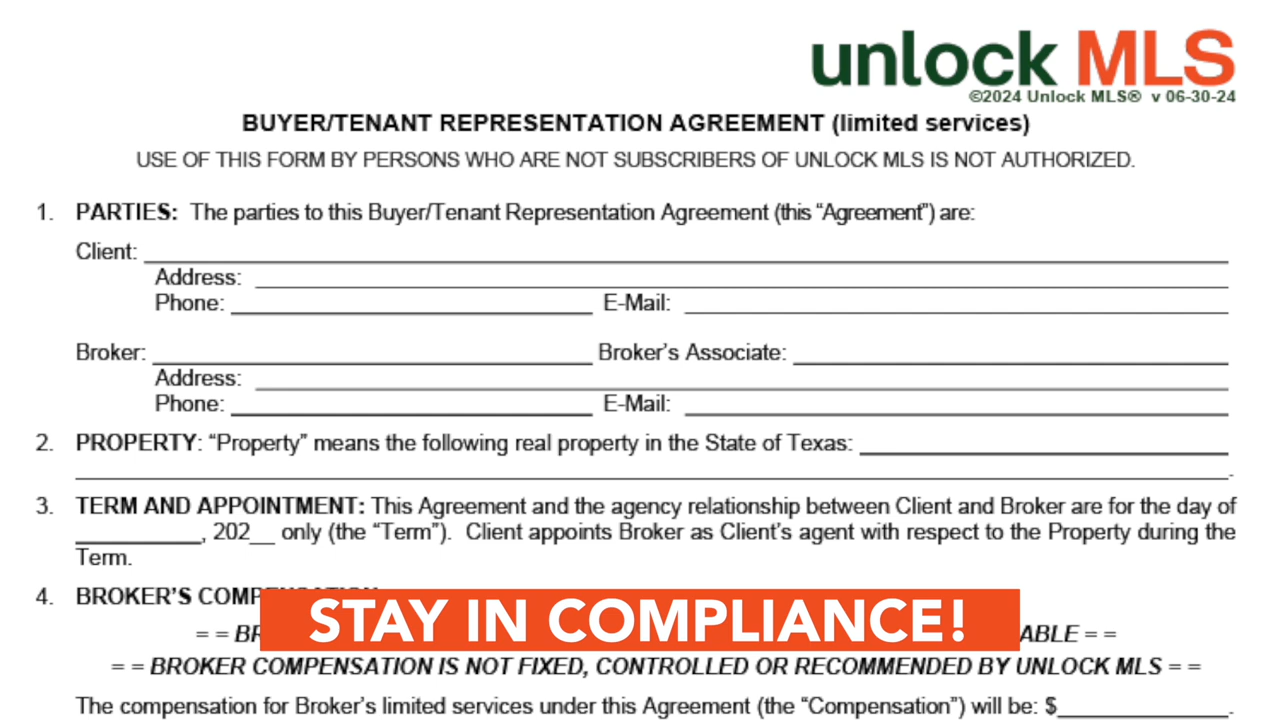 unlock MLS
©2024 Unlock MLS® v 06-30-24
BUYER/TENANT REPRESENTATION AGREEMENT (limited services)
USE OF THIS FORM BY PERSONS WHO ARE NOT SUBSCRIBERS OF UNLOCK MLS IS NOT AUTHORIZED.
1. PARTIES: The parties to this Buyer/Tenant Representation Agreement (this “Agreement”) are:
Client:
Address:
Phone: E-Mail:
Broker: Broker’s Associate:
Address:
Phone: E-Mail:
2. PROPERTY: “Property” means the following real property in the State of Texas:
.
3. TERM AND APPOINTMENT: This Agreement and the agency relationship between Client and Broker are for the day of
__________, 202__ only (the “Term”). Client appoints Broker as Client’s agent with respect to the Property during the
Term.
4. BROKER’S
STAY IN COMPLIANCE!
= = = =
= = BROKER COMPENSATION IS NOT FIXED, CONTROLLED OR RECOMMENDED BY UNLOCK MLS = =
The compensation for Broker’s limited services under this Agreement (the “Compensation”) will be: $______________.